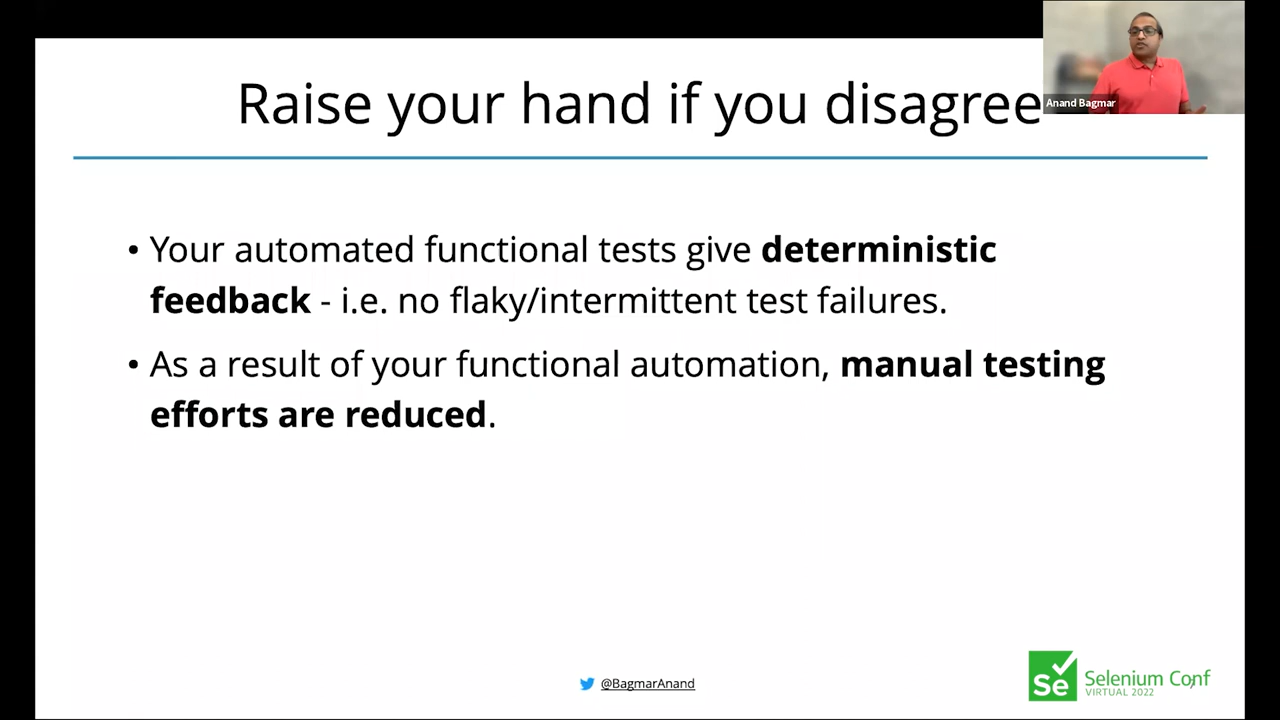 Raise your hand if you disagree
Anand Bagmar
• Your automated functional tests give deterministic
feedback - i.e. no flaky/intermittent test failures.
• As a result of your functional automation, manual testing
efforts are reduced.
@BagmarAnand
Se
Selenium Conf
VIRTUAL 2022